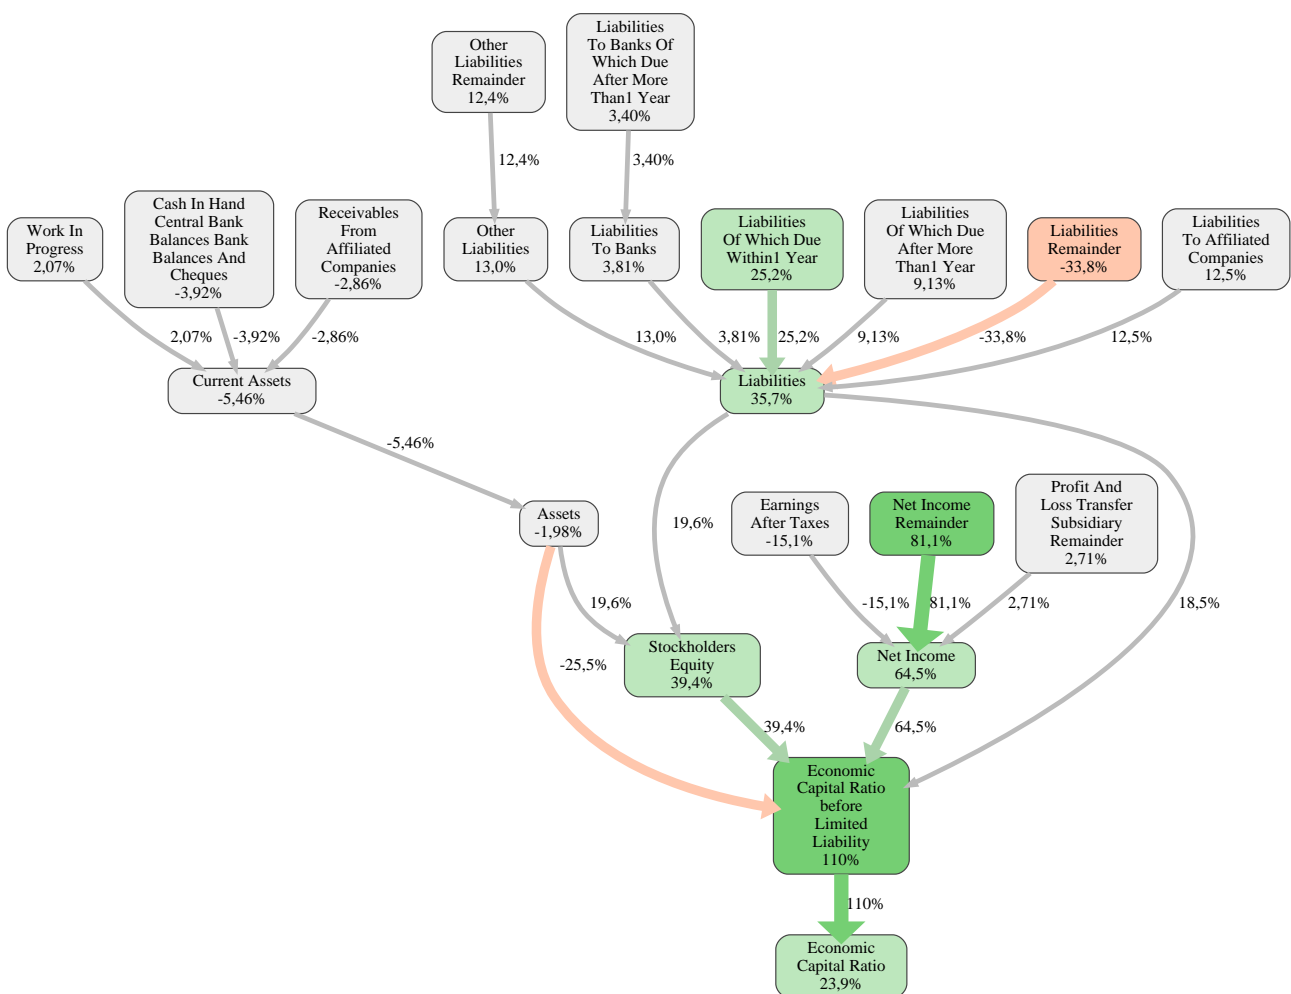 Other
Liabilities
Remainder
12,4%
Liabilities
To Banks Of
Which Due
After More
Than1 Year
3,40%
12,4%
3,40%
Work In
Progress
2,07%
Cash In Hand
Central Bank
Balances Bank
Balances And
Cheques
-3,92%
Receivables
From
Affiliated
Companies
-2,86%
Other
Liabilities
13,0%
Liabilities
To Banks
3,81%
Liabilities
Of Which Due
Within1 Year
25,2%
Liabilities
Of Which Due
After More
Than1 Year
9,13%
Liabilities
Remainder
-33,8%
Liabilities
To Affiliated
Companies
12,5%
2,07%
-3,92%
-2,86%
13,0%
3,81%
25,2%
9,13%
-33,8%
12,5%
Current Assets
-5,46%
Liabilities
35,7%
-5,46%
Assets
-1,98%
19,6%
Earnings
After Taxes
-15,1%
Net Income
Remainder
81,1%
Profit And
Loss Transfer
Subsidiary
Remainder
2,71%
19,6%
-15,1%
81,1%
2,71%
18,5%
-25,5%
Stockholders
Equity
39,4%
Net Income
64,5%
39,4%
64,5%
Economic
Capital Ratio
before
Limited
Liability
110%
110%
Economic
Capital Ratio
23,9%